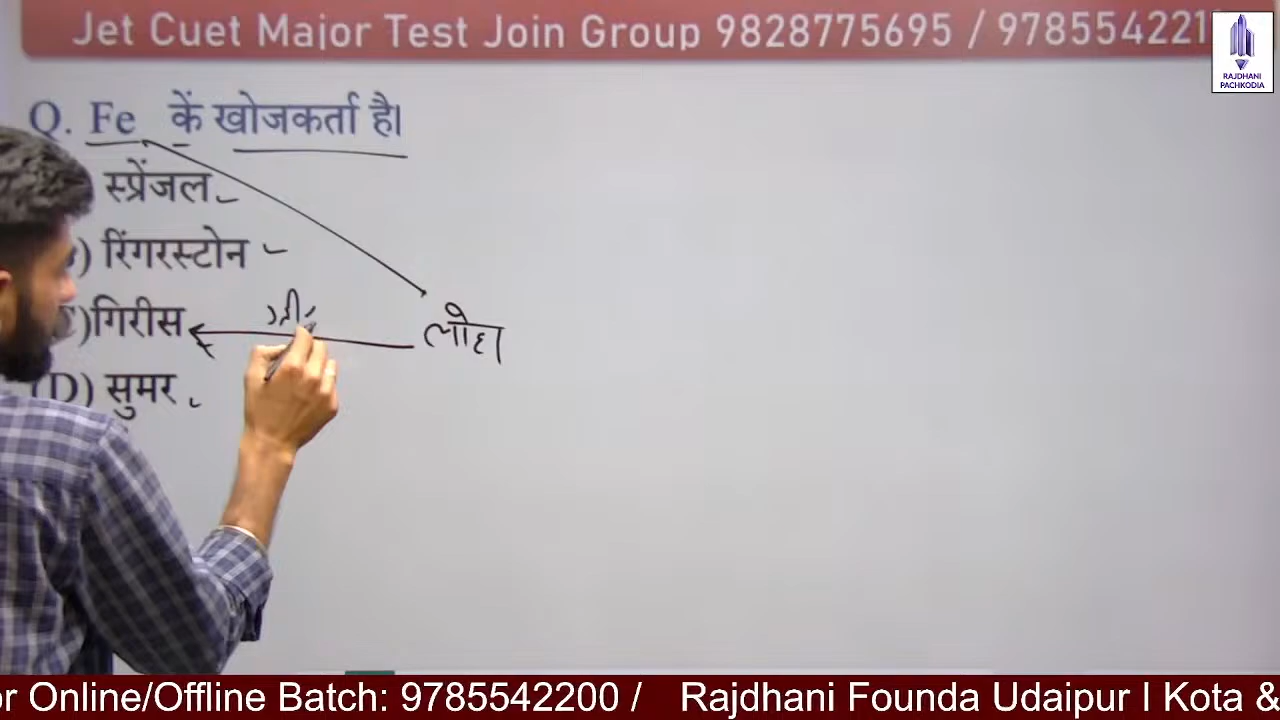 Jet Cuet Major Test Join Group 9828775695 / 978554221
RAJDHANI
PACHKODIA
Q. Fe कें खोजकर्ता है।
स्प्रेंजल
) रिंगरस्टोन
)गिरीस
लोहा
(D) सुमर
or Online/Offline Batch: 9785542200 / Rajdhani Founda Udaipur l Kota &